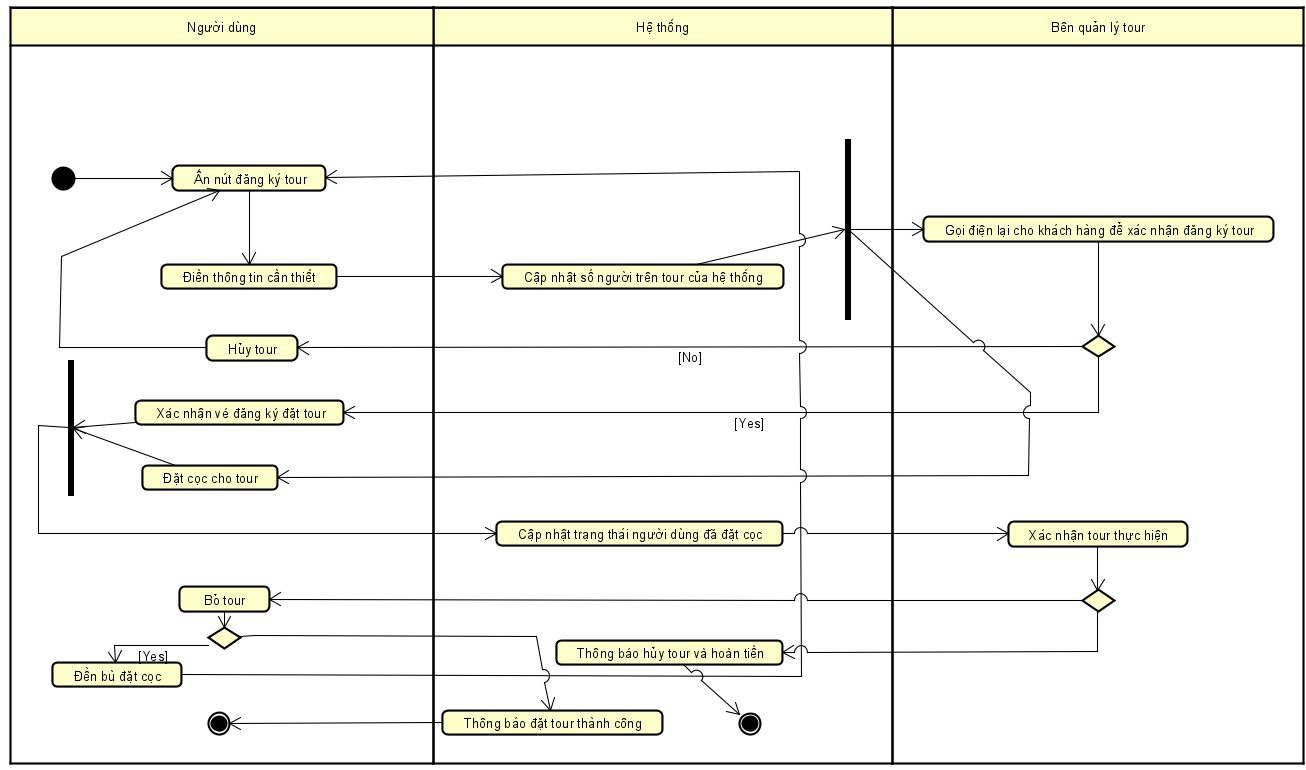 Người dùng
Hệ thống
Bên quản lý tour
Ấn nút đăng ký tour
Gọi điện lại cho khách hàng để xác nhận đăng ký tour
Điền thông tin cần thiết
Cập nhật số người trên tour của hệ thống
Hủy tour
[No]
Xác nhận vé đăng ký đặt tour
[Yes]
Đặt cọc cho tour
Cập nhật trạng thái người dùng đã đặt cọc
Xác nhận tour thực hiện
Bỏ tour
[Yes]
Thông báo hủy tour và hoàn tiền
Đền bù đặt cọc
Thông báo đặt tour thành công